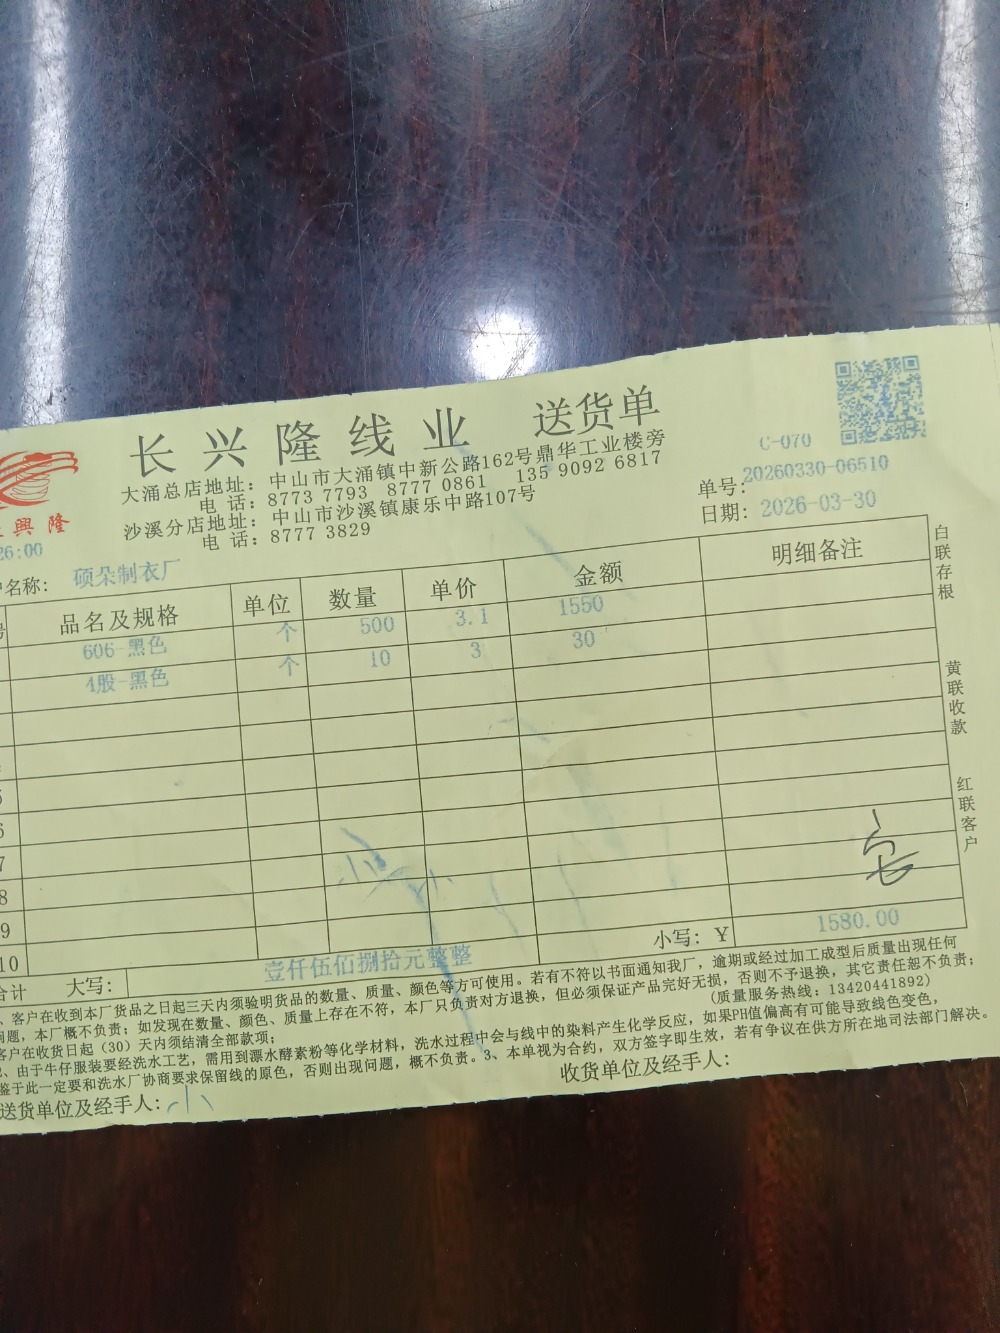 长兴隆线业 送货单
C-070
大涌总店地址：中山市大涌镇中新公路162号鼎华工业楼旁
电 话：8773 7793 8777 0861 135 9092 6817
沙溪分店地址：中山市沙溪镇康乐中路107号
电 话：8777 3829
單号：20260330-06510
日期：2026-03-30
興隆
26:00
名称：硕朵制衣厂
品名及规格 单位 数量 单价 金额 明细备注
606-黑色 个 500 3.1 1550
4股-黑色 个 10 3 30
5
6
7
8
9
10
合计 大写：壹仟伍佰捌拾元整整 小写：Y 1580.00
白联存根
黄联收款
红联客户
、客户在收到本厂货品之日起三天内须验明货品的数量、质量、颜色等方可使用。若有不符以书面通知我厂，逾期或经过加工成型后质量出现任何
问题，本厂概不负责；如发现在数量、颜色、质量上存在不符，本厂只负责对方退换，但必须保证产品完好无损，否则不予退换，其它责任恕不负责；
客户在收货日起（30）天内须结清全部款项； （质量服务热线：13420441892）
、由于牛仔服装要经洗水工艺，需用到漂水酵素粉等化学材料，洗水过程中会与线中的染料产生化学反应，如果PH值偏高有可能导致线色变色，
鉴于此一定要和洗水厂协商要求保留线的原色，否则出现问题，概不负责。3、本单视为合约，双方签字即生效，若有争议在供方所在地司法部门解决。
送货单位及经手人：小 收货单位及经手人：